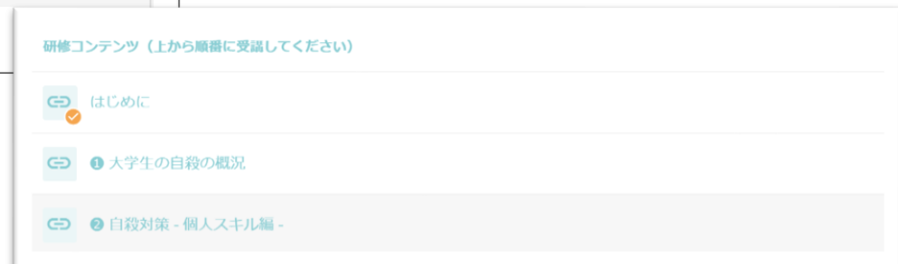 研修コンテンツ（上から順番に受講してください）
はじめに
❶ 大学生の自殺の概況
❷ 自殺対策 - 個人スキル編 -